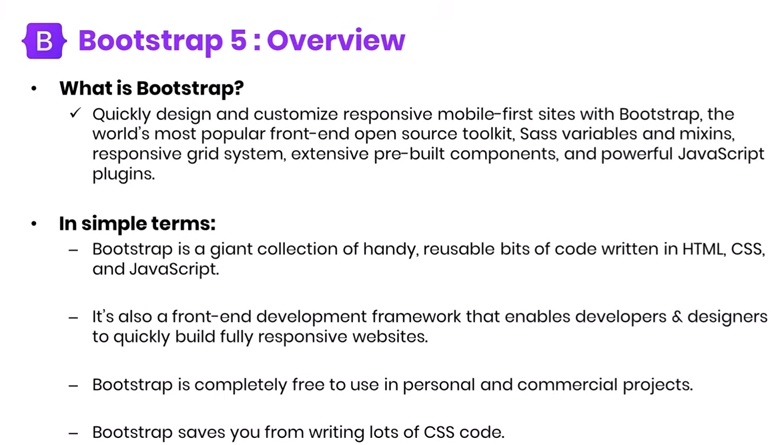 B Bootstrap 5 : Overview
• What is Bootstrap?
✓ Quickly design and customize responsive mobile-first sites with Bootstrap, the
world's most popular front-end open source toolkit, Sass variables and mixins,
responsive grid system, extensive pre-built components, and powerful JavaScript
plugins.
• In simple terms:
– Bootstrap is a giant collection of handy, reusable bits of code written in HTML, CSS,
and JavaScript.
– It's also a front-end development framework that enables developers & designers
to quickly build fully responsive websites.
– Bootstrap is completely free to use in personal and commercial projects.
– Bootstrap saves you from writing lots of CSS code.